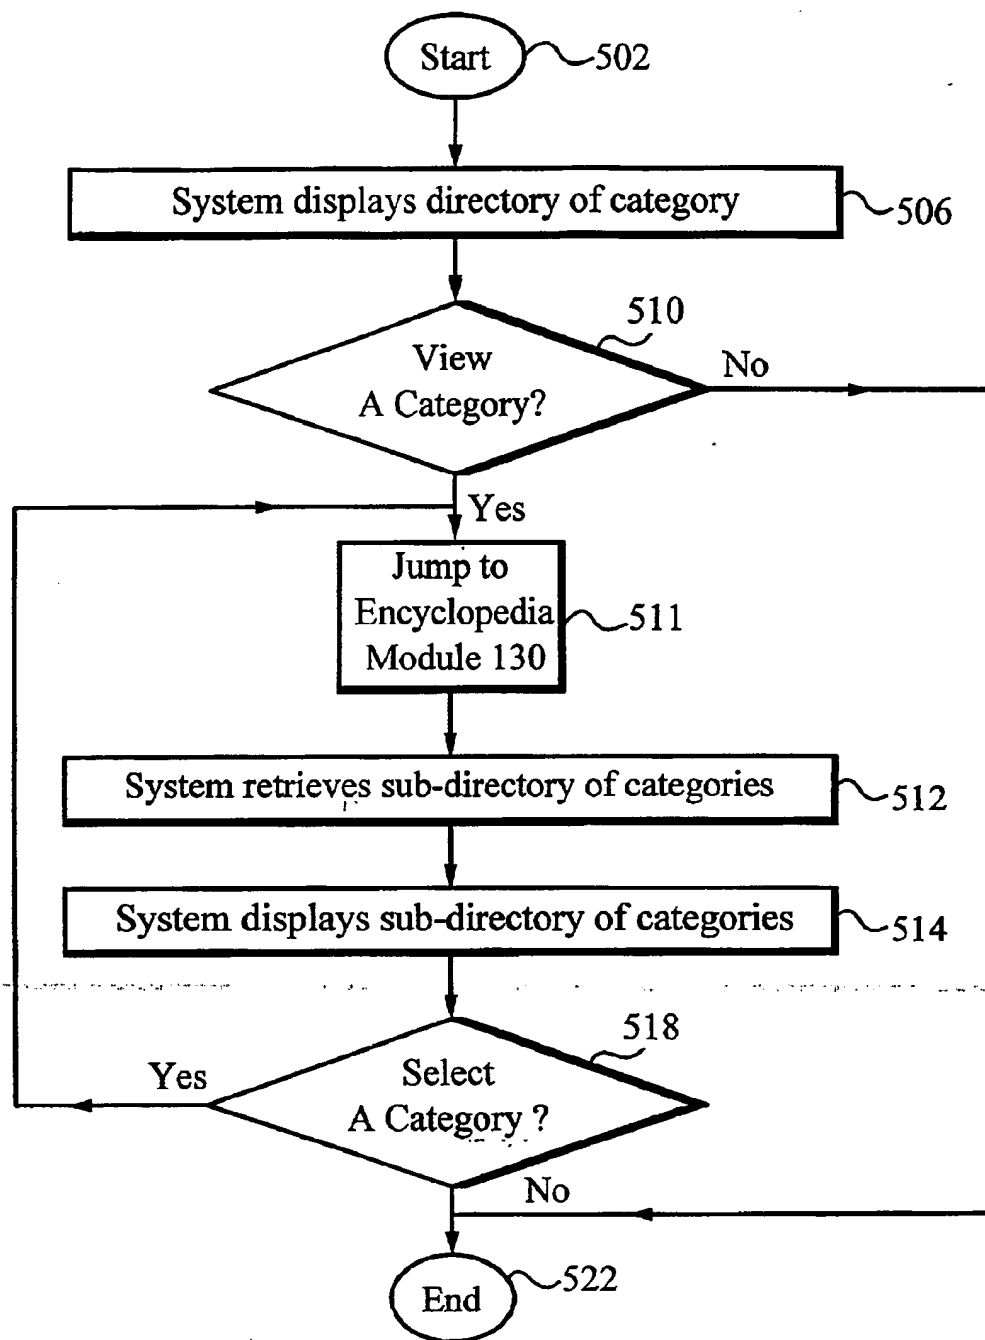 Start
502
System displays directory of category
506
510
View
A Category?
No
Yes
Jump to
Encyclopedia
Module 130
511
System retrieves sub-directory of categories
512
System displays sub-directory of categories
514
518
Select
A Category ?
Yes
No
End
522